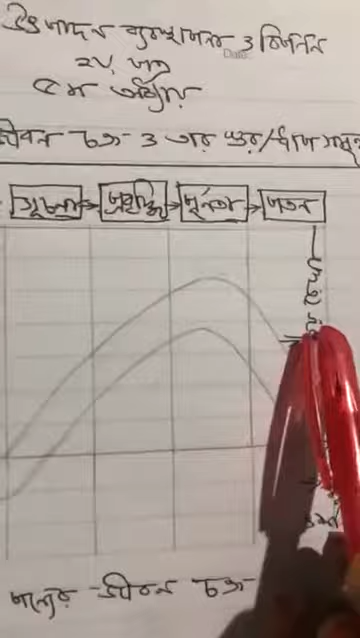 উৎপাদন ব্যবস্থাপনা ও বিপণন
Date
২য় পত্র
৫ম অধ্যায়
জীবন চক্র ও তার স্তর/ধাপ সমূহ
সূচনা প্রবৃদ্ধি পূর্ণতা পতন
পণ্যের জীবন চক্র